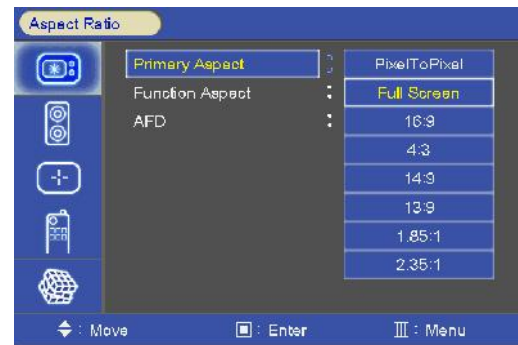 Aspect Ratio
Primary Aspect : PixelToPixel
Function Aspect : Full Screen
AFD : 16:9
4:3
14:9
13:9
1.85:1
2.35:1
: Move : Enter : Menu